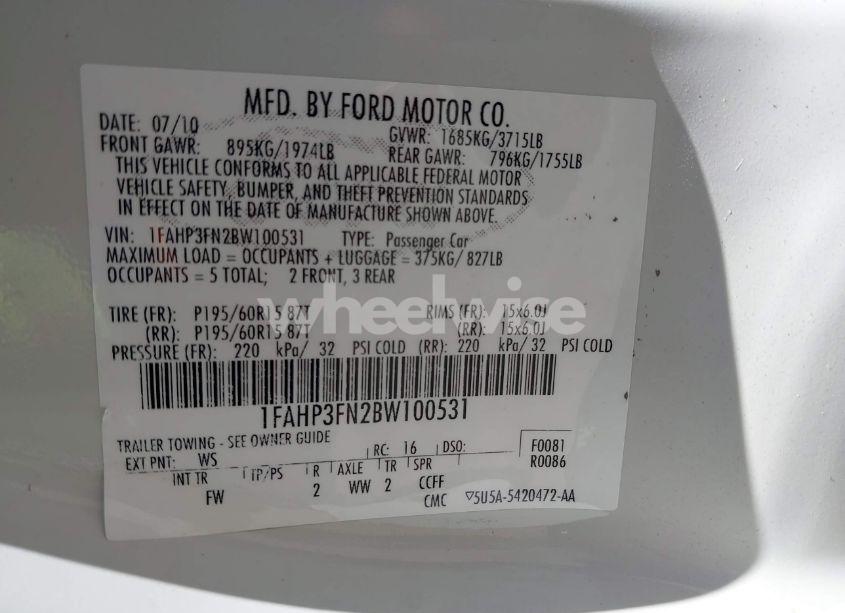 MFD. BY FORD MOTOR CO.
DATE: 07/10 GVWR: 1685KG/3715LB
FRONT GAWR: 895KG/1974LB REAR GAWR: 796KG/1755LB
THIS VEHICLE CONFORMS TO ALL APPLICABLE FEDERAL MOTOR
VEHICLE SAFETY, BUMPER, AND THEFT PREVENTION STANDARDS
IN EFFECT ON THE DATE OF MANUFACTURE SHOWN ABOVE.
VIN: 1FAHP3FN2BW100531 TYPE: Passenger Car
MAXIMUM LOAD = OCCUPANTS + LUGGAGE = 375KG/ 827LB
OCCUPANTS = 5 TOTAL; 2 FRONT, 3 REAR
wheelwise
TIRE (FR): P195/60R15 87T RIMS (FR): 15x6.0J
(RR): P195/60R15 87T (RR): 15x6.0J
PRESSURE (FR): 220 kPa/ 32 PSI COLD (RR): 220 kPa/ 32 PSI COLD
1FAHP3FN2BW100531
TRAILER TOWING - SEE OWNER GUIDE
EXT PNT: WS RC: 16 DSO: F0081
R0086
INT TR TP/PS R AXLE TR SPR
FW 2 WW 2 CCFF
CMC ▽5U5A-5420472-AA